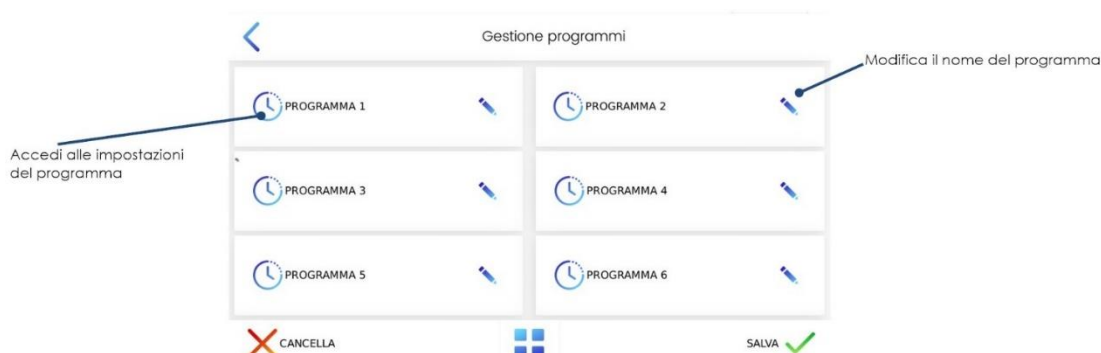 Gestione programmi
Modifica il nome del programma
PROGRAMMA 1
PROGRAMMA 2
Accedi alle impostazioni
del programma
PROGRAMMA 3
PROGRAMMA 4
PROGRAMMA 5
PROGRAMMA 6
CANCELLA
SALVA